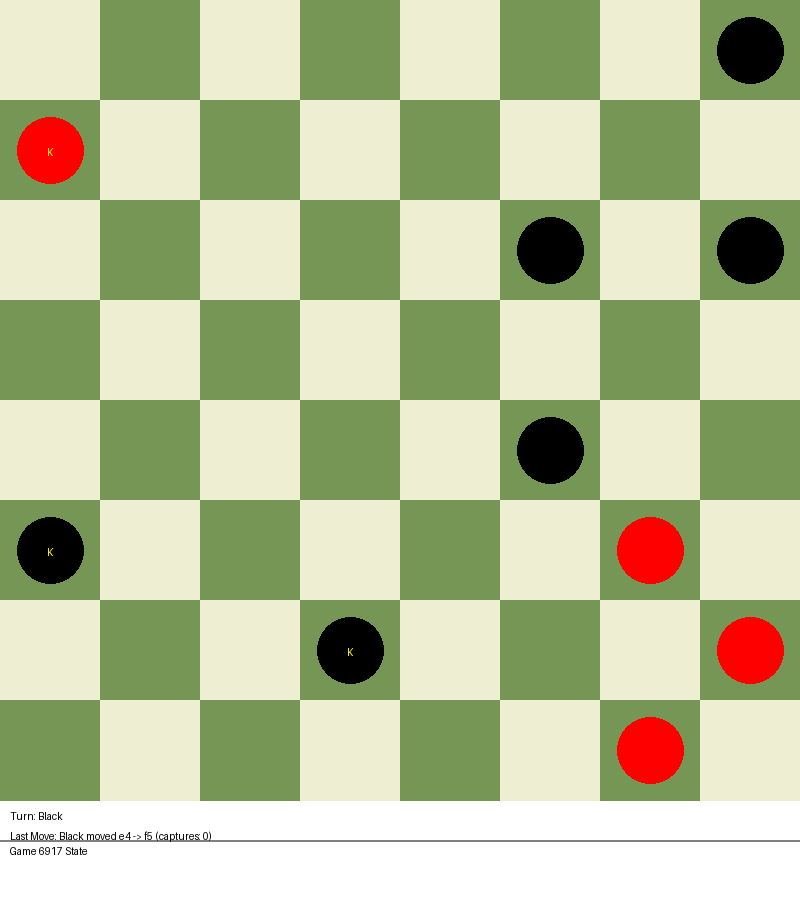 K
K
K
Turn: Black
Last Move: Black moved e4 -> f5 (captures: 0)
Game 6917 State